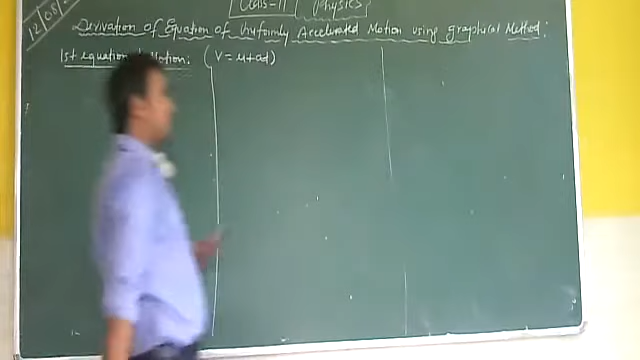 Class-11 (Physics)
12/08/2
Derivation of Equation of Uniformly Accelerated Motion using graphical Method:
1st equation Motion: (v = u+at)